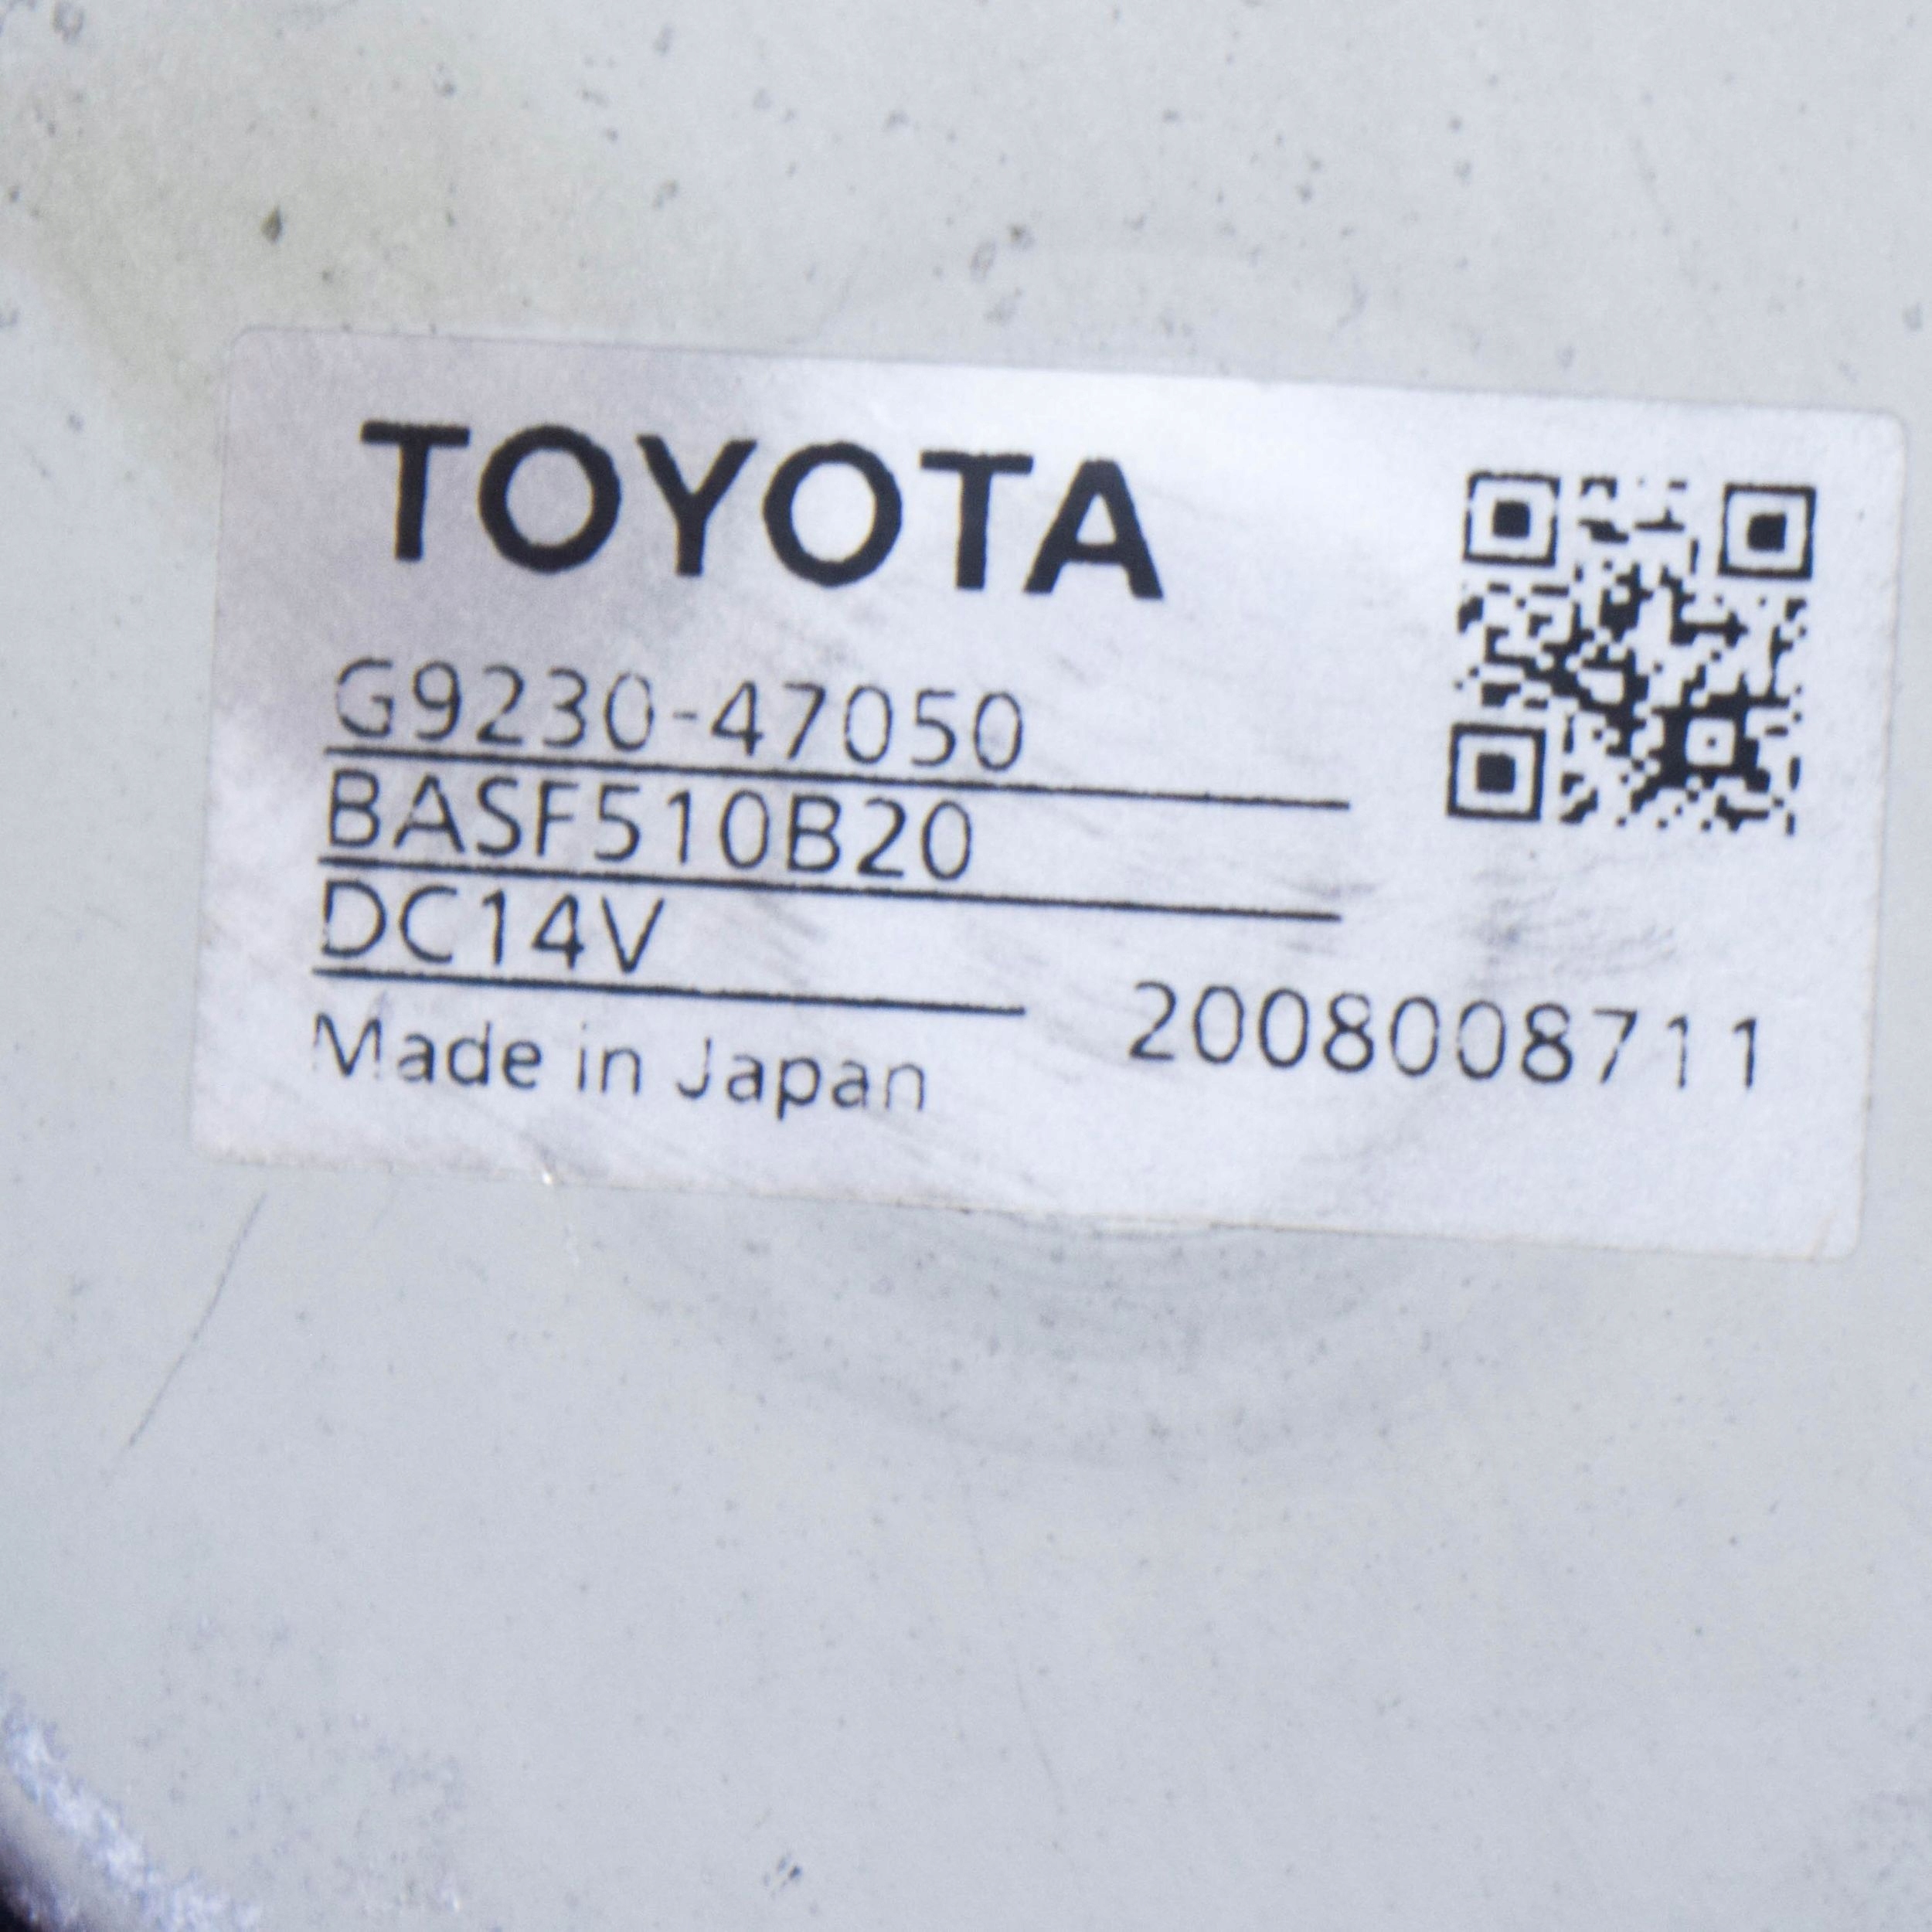 TOYOTA
G9230-47050
BASF510B20
DC14V
Made in Japan
2008008711